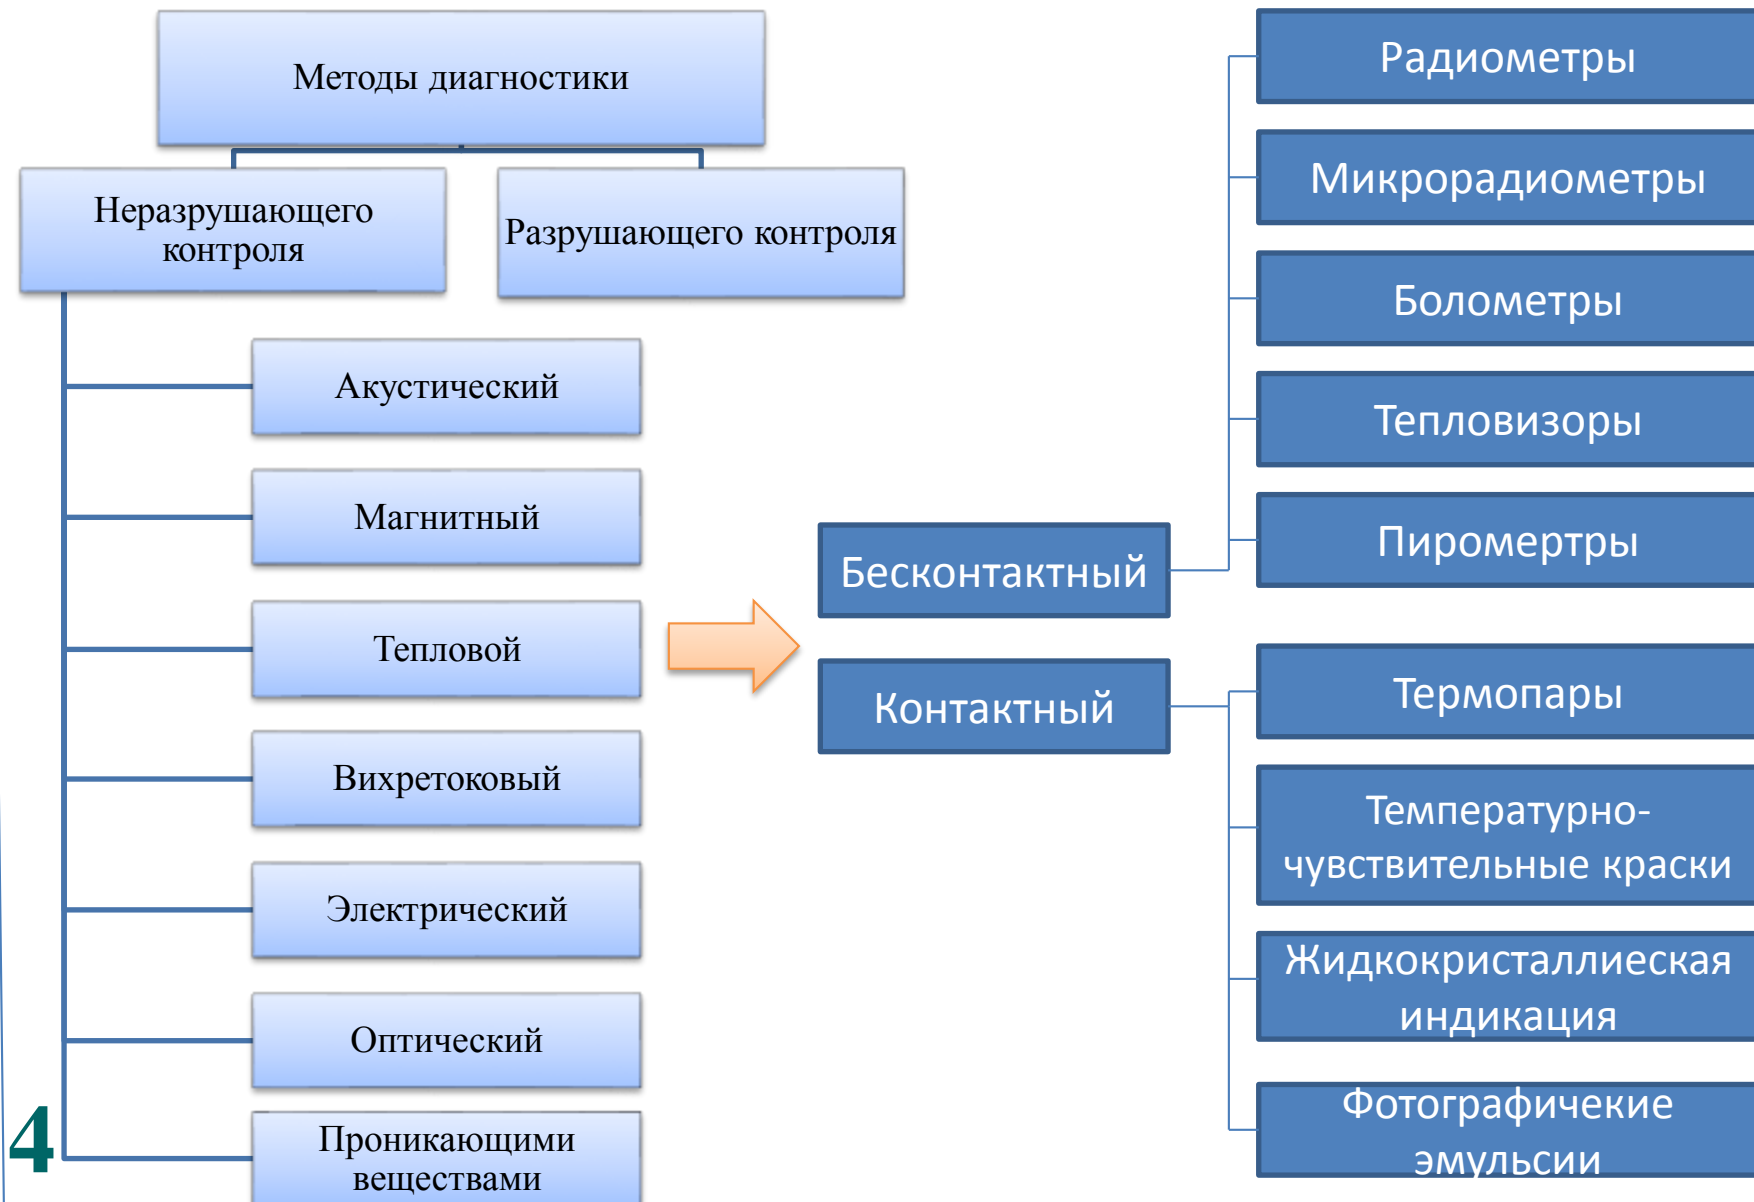 Методы диагностики
Неразрушающего
контроля
Разрушающего контроля
Акустический
Магнитный
Тепловой
Вихретоковый
Электрический
Оптический
Проникающими
веществами
Бесконтактный
Контактный
Радиометры
Микрорадиометры
Болометры
Тепловизоры
Пиромертры
Термопары
Температурно-
чувствительные краски
Жидкокристаллиеская
индикация
Фотографичекие
эмульсии
4